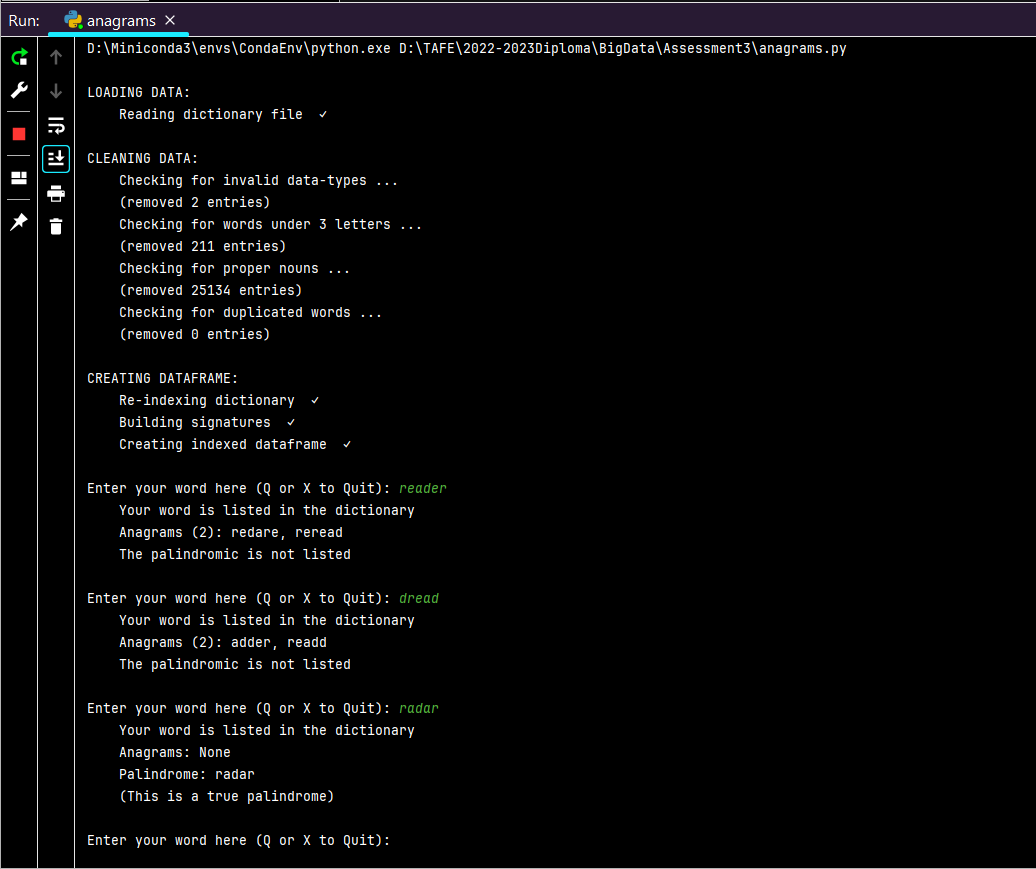 Run: anagrams
D:\Miniconda3\envs\CondaEnv\python.exe D:\TAFE\2022-2023Diploma\BigData\Assessment3\anagrams.py
LOADING DATA:
Reading dictionary file ✓
CLEANING DATA:
Checking for invalid data-types ...
(removed 2 entries)
Checking for words under 3 letters ...
(removed 211 entries)
Checking for proper nouns ...
(removed 25134 entries)
Checking for duplicated words ...
(removed 0 entries)
CREATING DATAFRAME:
Re-indexing dictionary ✓
Building signatures ✓
Creating indexed dataframe ✓
Enter your word here (Q or X to Quit): reader
Your word is listed in the dictionary
Anagrams (2): redare, reread
The palindromic is not listed
Enter your word here (Q or X to Quit): dread
Your word is listed in the dictionary
Anagrams (2): adder, readd
The palindromic is not listed
Enter your word here (Q or X to Quit): radar
Your word is listed in the dictionary
Anagrams: None
Palindrome: radar
(This is a true palindrome)
Enter your word here (Q or X to Quit):